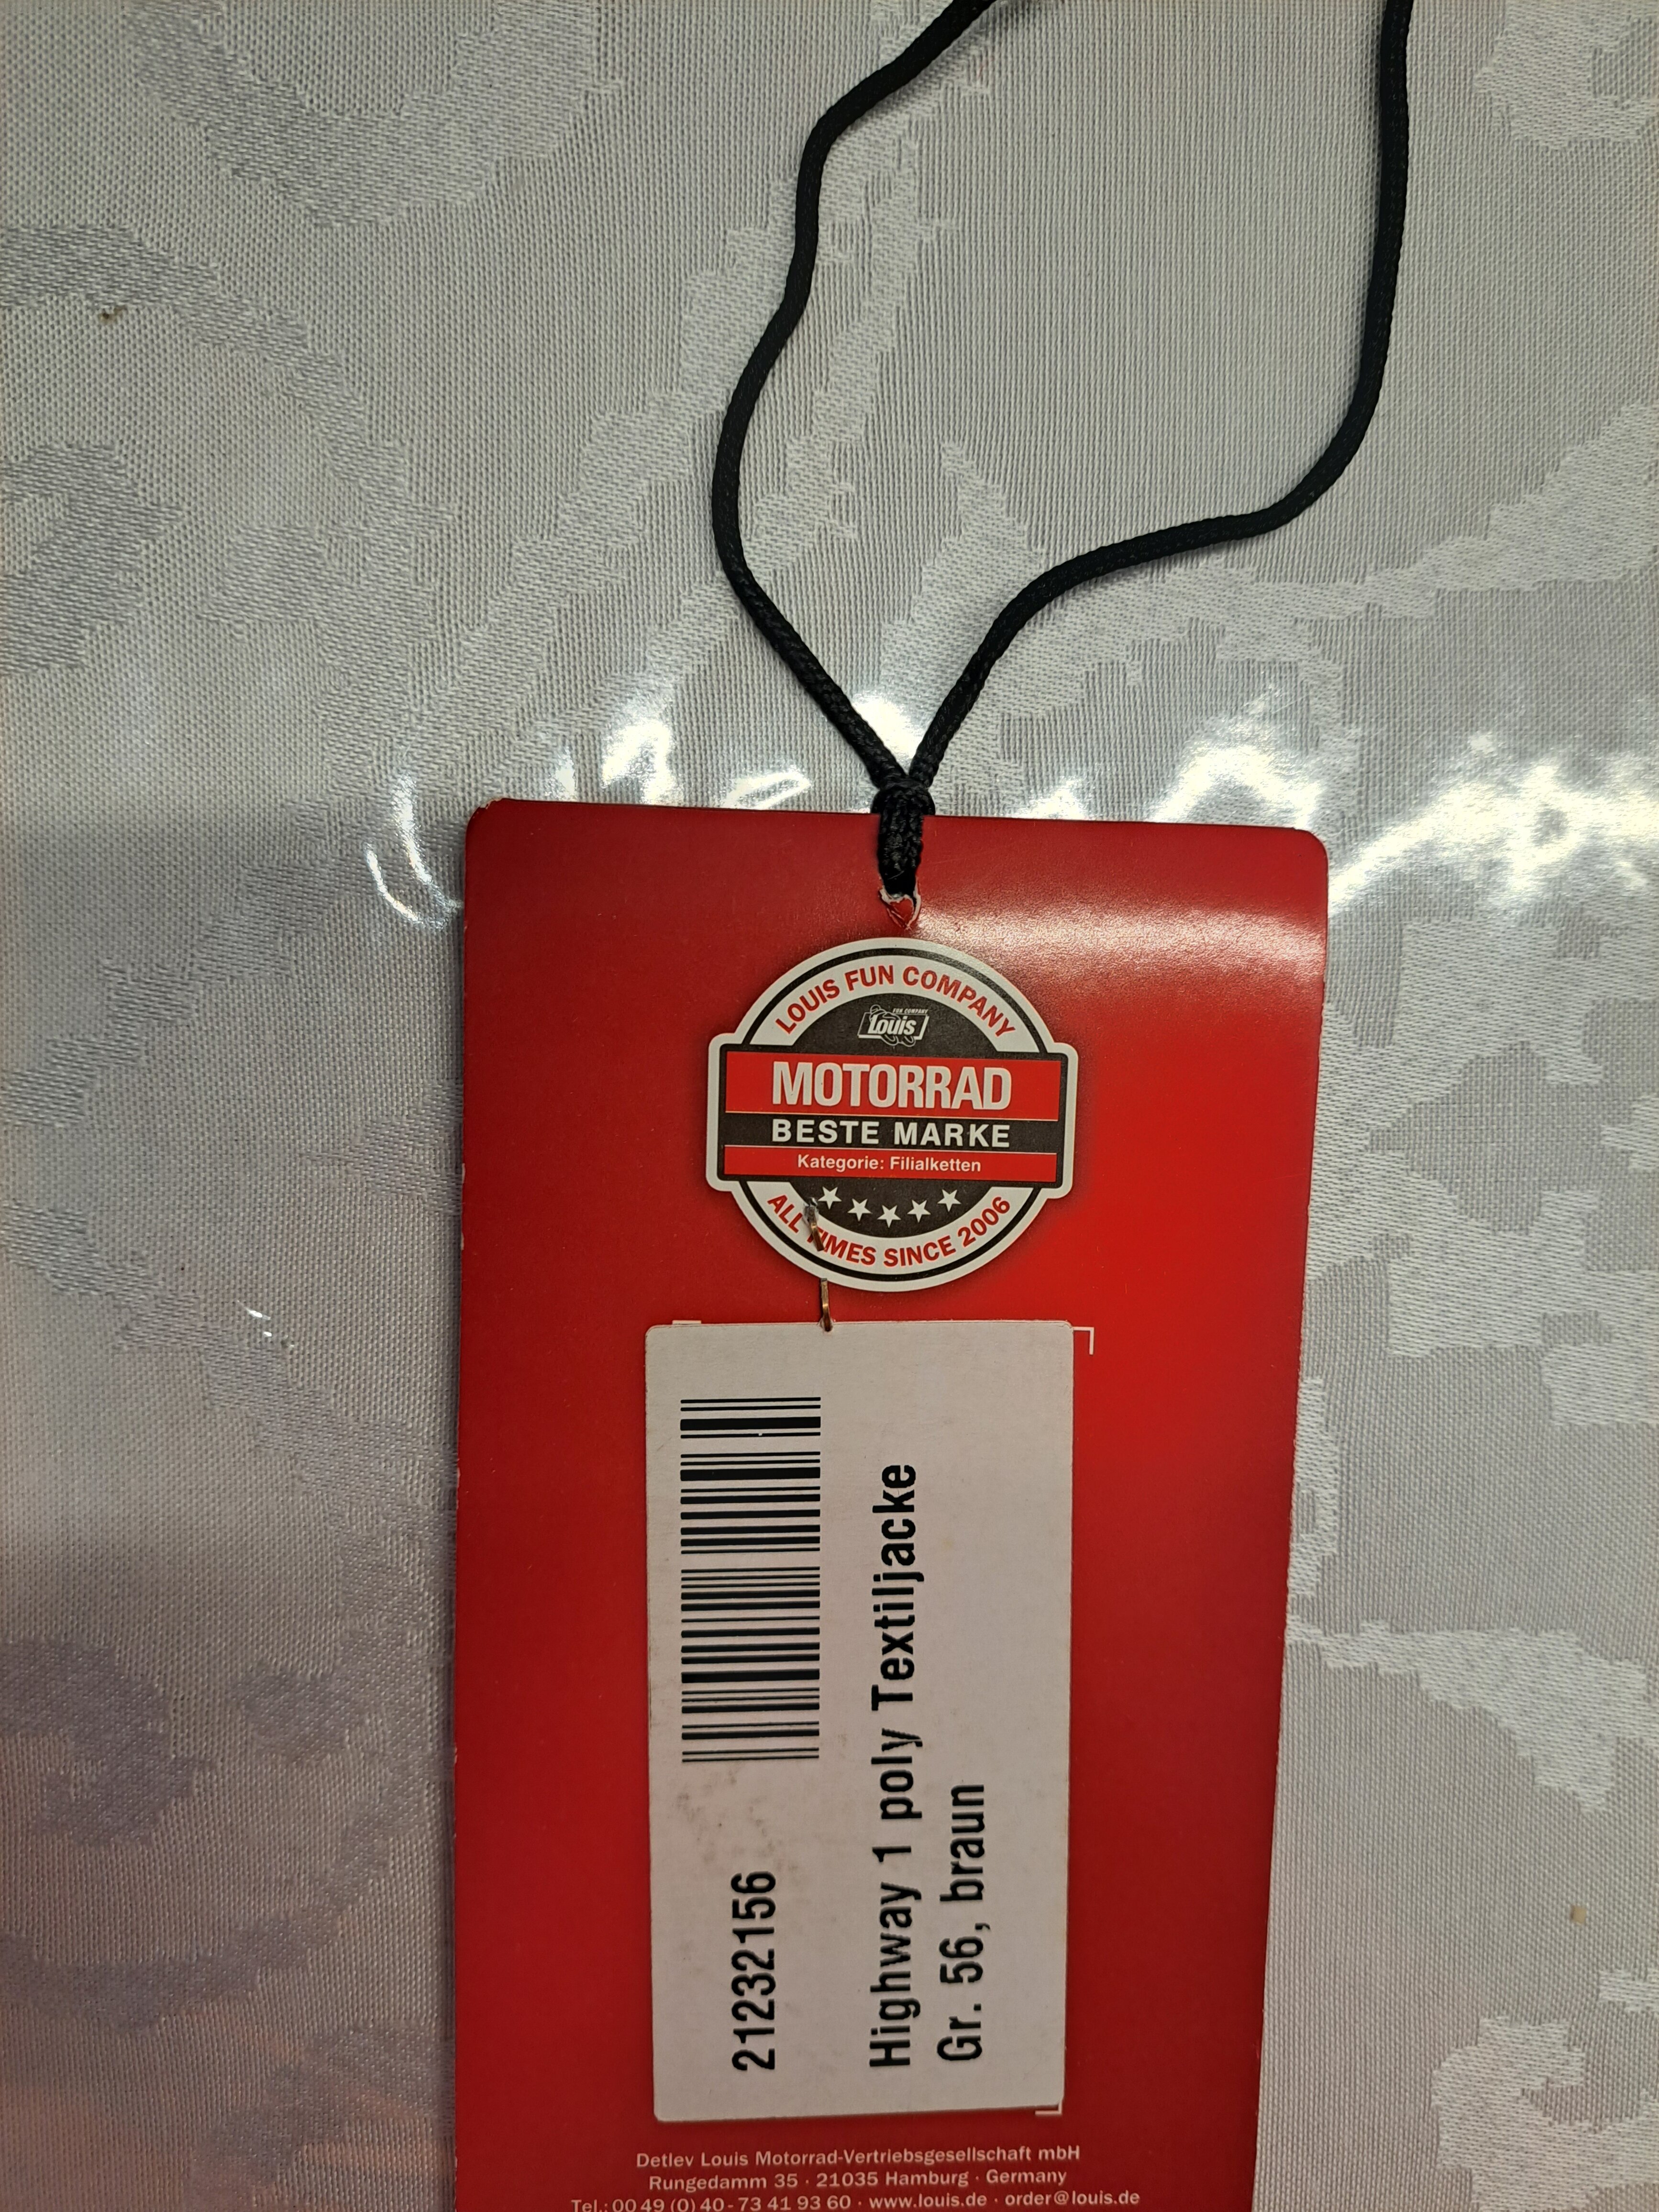 LOUIS FUN COMPANY
FUN COMPANY
Louis
MOTORRAD
BESTE MARKE
Kategorie: Filialketten
ALL TIMES SINCE 2006
21232156
Highway 1 poly Textiljacke
Gr. 56, braun
Detlev Louis Motorrad-Vertriebsgesellschaft mbH
Rungedamm 35 · 21035 Hamburg · Germany
Tel.: 00 49 (0) 40 - 73 41 93 60 · www.louis.de · order@louis.de